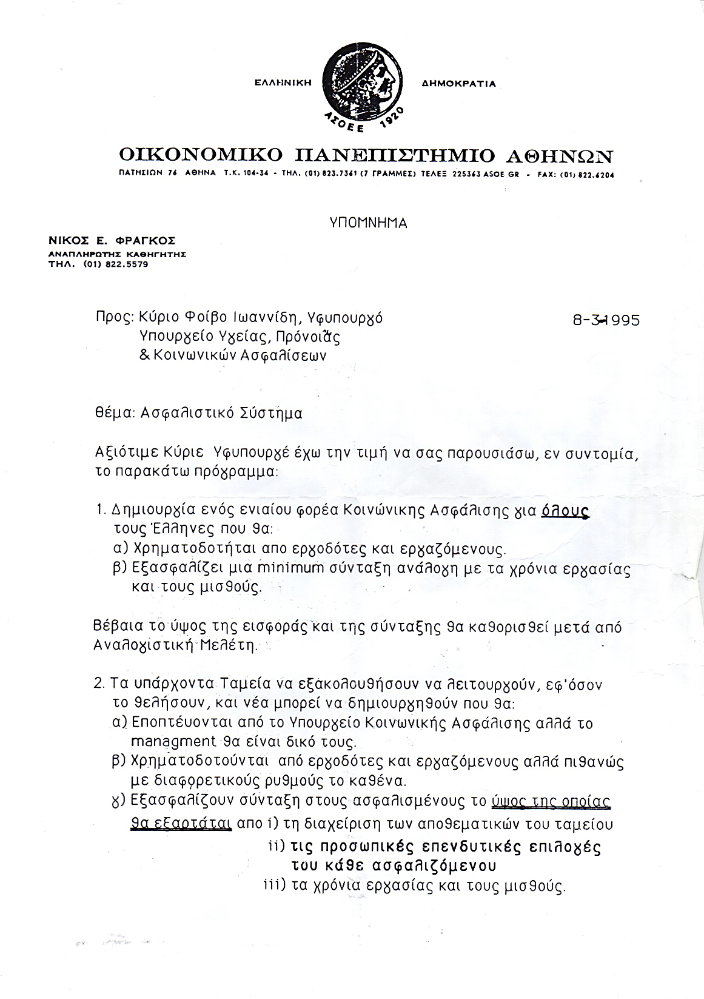 ΕΛΛΗΝΙΚΗ ΔΗΜΟΚΡΑΤΙΑ
ΑΣΟΕΕ 1920
ΟΙΚΟΝΟΜΙΚΟ ΠΑΝΕΠΙΣΤΗΜΙΟ ΑΘΗΝΩΝ
ΠΑΤΗΣΙΩΝ 76 ΑΘΗΝΑ Τ.Κ. 104-34 - ΤΗΛ. (01) 823.7361 (7 ΓΡΑΜΜΕΣ) ΤΕΛΕΞ 225363 ASOE GR - FAX: (01) 822.6204
ΥΠΟΜΝΗΜΑ
ΝΙΚΟΣ Ε. ΦΡΑΓΚΟΣ
ΑΝΑΠΛΗΡΩΤΗΣ ΚΑΘΗΓΗΤΗΣ
ΤΗΛ. (01) 822.5579
Προς: Κύριο Φοίβο Ιωαννίδη, Υφυπουργό 8-3-1995
Υπουργείο Υγείας, Πρόνοιας
& Κοινωνικών Ασφαλίσεων
θέμα: Ασφαλιστικό Σύστημα
Αξιότιμε Κύριε Υφυπουργέ έχω την τιμή να σας παρουσιάσω, εν συντομία,
το παρακάτω πρόγραμμα:
1. Δημιουργία ενός ενιαίου φορέα Κοινώνικης Ασφάλισης για όλους
τους Έλληνες που θα:
α) Χρηματοδοτήται απο εργοδότες και εργαζόμενους.
β) Εξασφαλίζει μια minimum σύνταξη ανάλογη με τα χρόνια εργασίας
και τους μισθούς.
Βέβαια το ύψος της εισφοράς και της σύνταξης θα καθορισθεί μετά από
Αναλογιστική Μελέτη.
2. Τα υπάρχοντα Ταμεία να εξακολουθήσουν να λειτουργούν, εφ'όσον
το θελήσουν, και νέα μπορεί να δημιουργηθούν που θα:
α) Εποπτέυονται από το Υπουργείο Κοινωνικής Ασφάλισης αλλά το
managment θα είναι δικό τους.
β) Χρηματοδοτούνται από εργοδότες και εργαζόμενους αλλά πιθανώς
με διαφορετικούς ρυθμούς το καθένα.
γ) Εξασφαλίζουν σύνταξη στους ασφαλισμένους το ύψος της οποίας
θα εξαρτάται απο i) τη διαχείριση των αποθεματικών του ταμείου
ii) τις προσωπικές επενδυτικές επιλογές
του κάθε ασφαλιζόμενου
iii) τα χρόνια εργασίας και τους μισθούς.